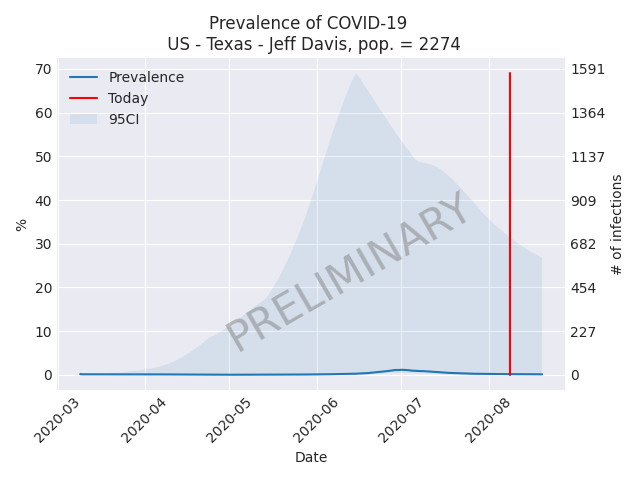 Prevalence of COVID-19
US - Texas - Jeff Davis, pop. = 2274
Prevalence
Today
95CI
70
60
50
40
30
20
10
0
%
1591
1364
1137
909
682
454
227
0
# of infections
PRELIMINARY
2020-03
2020-04
2020-05
2020-06
2020-07
2020-08
Date